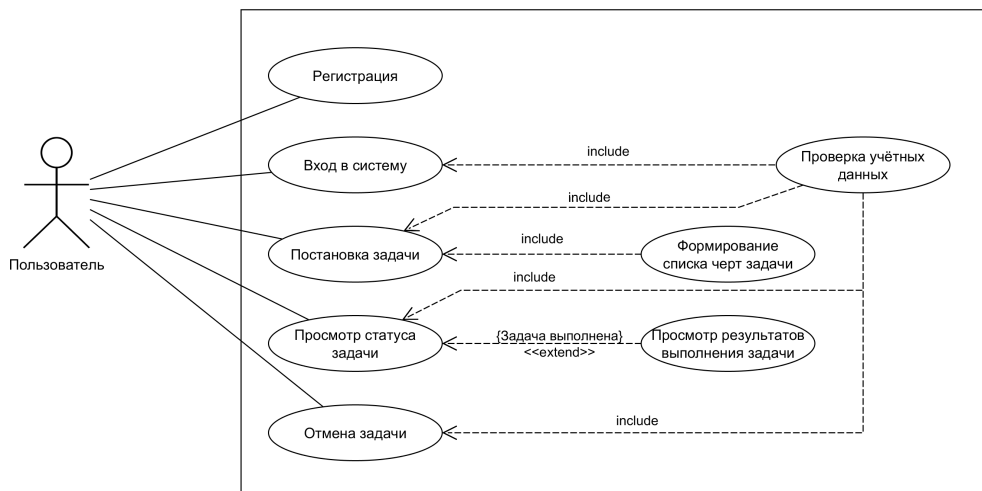 Регистрация
Вход в систему
include
Проверка учётных
данных
include
Постановка задачи
include
Формирование
списка черт задачи
Пользователь
include
Просмотр статуса
задачи
{Задача выполнена}
<<extend>>
Просмотр результатов
выполнения задачи
include
Отмена задачи